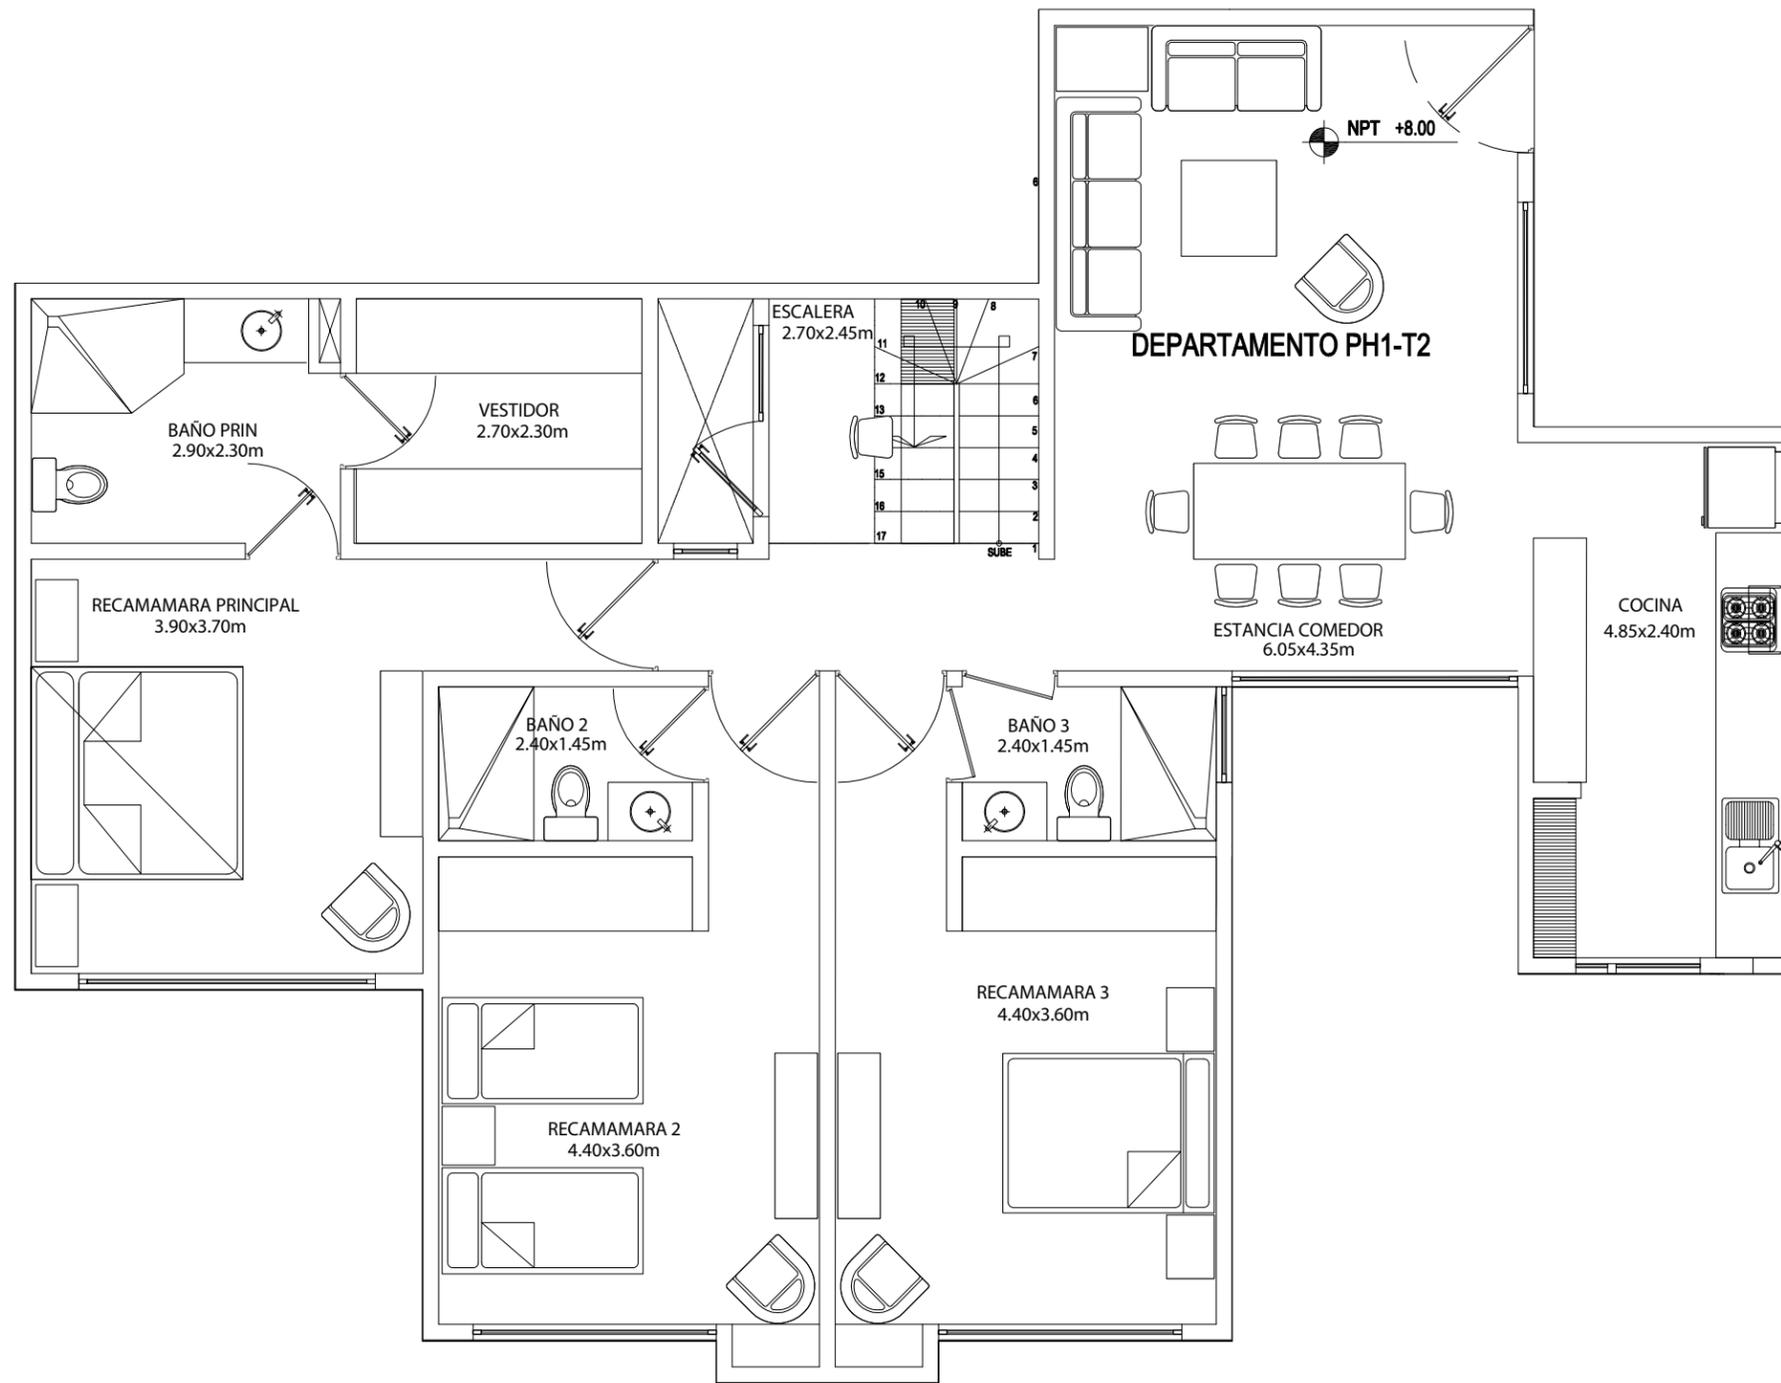 NPT +8.00
6
ESCALERA
2.70x2.45m
10
9
8
11
7
DEPARTAMENTO PH1-T2
12
6
13
5
4
15
3
16
2
17
1
SUBE
BAÑO PRIN
2.90x2.30m
VESTIDOR
2.70x2.30m
RECAMAMARA PRINCIPAL
3.90x3.70m
ESTANCIA COMEDOR
6.05x4.35m
COCINA
4.85x2.40m
BAÑO 2
2.40x1.45m
BAÑO 3
2.40x1.45m
RECAMAMARA 3
4.40x3.60m
RECAMAMARA 2
4.40x3.60m